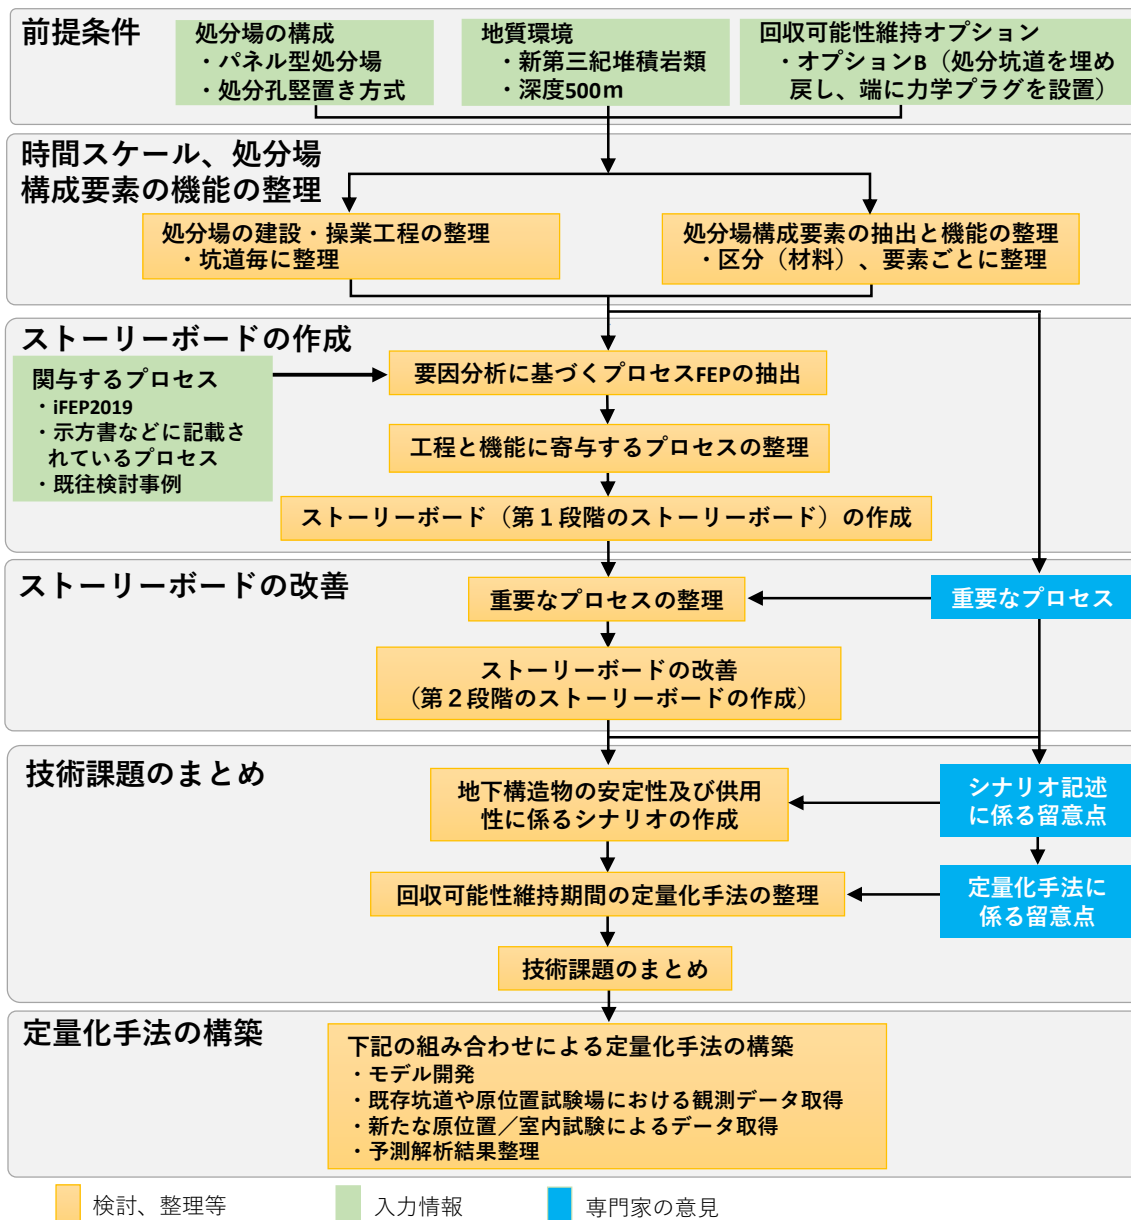 前提条件
処分場の構成
・パネル型処分場
・処分孔竪置き方式
地質環境
・新第三紀堆積岩類
・深度500m
回収可能性維持オプション
・オプションB（処分坑道を埋め
戻し、端に力学プラグを設置）
時間スケール、処分場
構成要素の機能の整理
処分場の建設・操業工程の整理
・坑道毎に整理
処分場構成要素の抽出と機能の整理
・区分（材料）、要素ごとに整理
ストーリーボードの作成
関与するプロセス
・iFEP2019
・示方書などに記載さ
れているプロセス
・既往検討事例
要因分析に基づくプロセスFEPの抽出
工程と機能に寄与するプロセスの整理
ストーリーボード（第１段階のストーリーボード）の作成
ストーリーボードの改善
重要なプロセスの整理
重要なプロセス
ストーリーボードの改善
（第２段階のストーリーボードの作成）
技術課題のまとめ
地下構造物の安定性及び供用
性に係るシナリオの作成
シナリオ記述
に係る留意点
回収可能性維持期間の定量化手法の整理
定量化手法に
係る留意点
技術課題のまとめ
定量化手法の構築
下記の組み合わせによる定量化手法の構築
・モデル開発
・既存坑道や原位置試験場における観測データ取得
・新たな原位置／室内試験によるデータ取得
・予測解析結果整理
検討、整理等
入力情報
専門家の意見